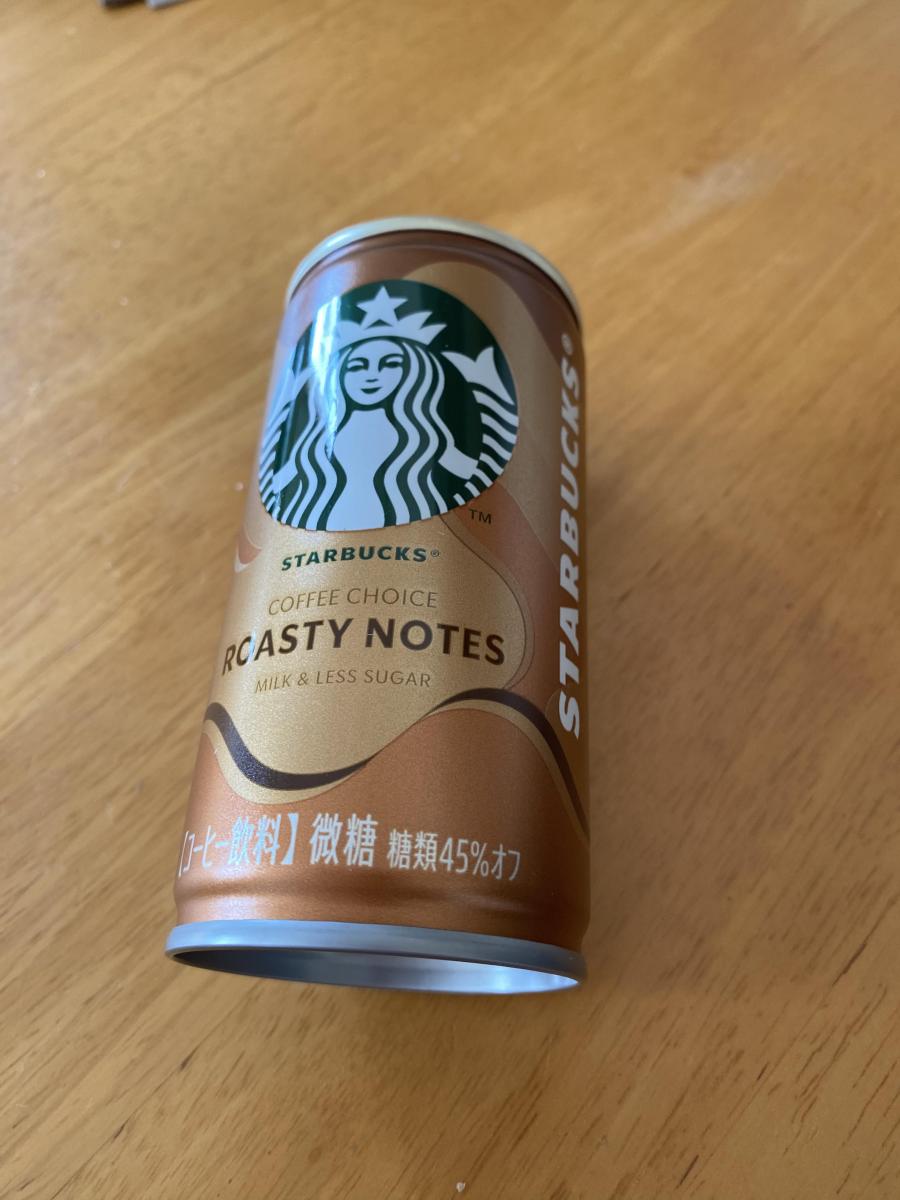 TM
STARBUCKS®
COFFEE CHOICE
ROASTY NOTES
MILK & LESS SUGAR
【コーヒー飲料】微糖 糖類45%オフ
STARBUCKS®